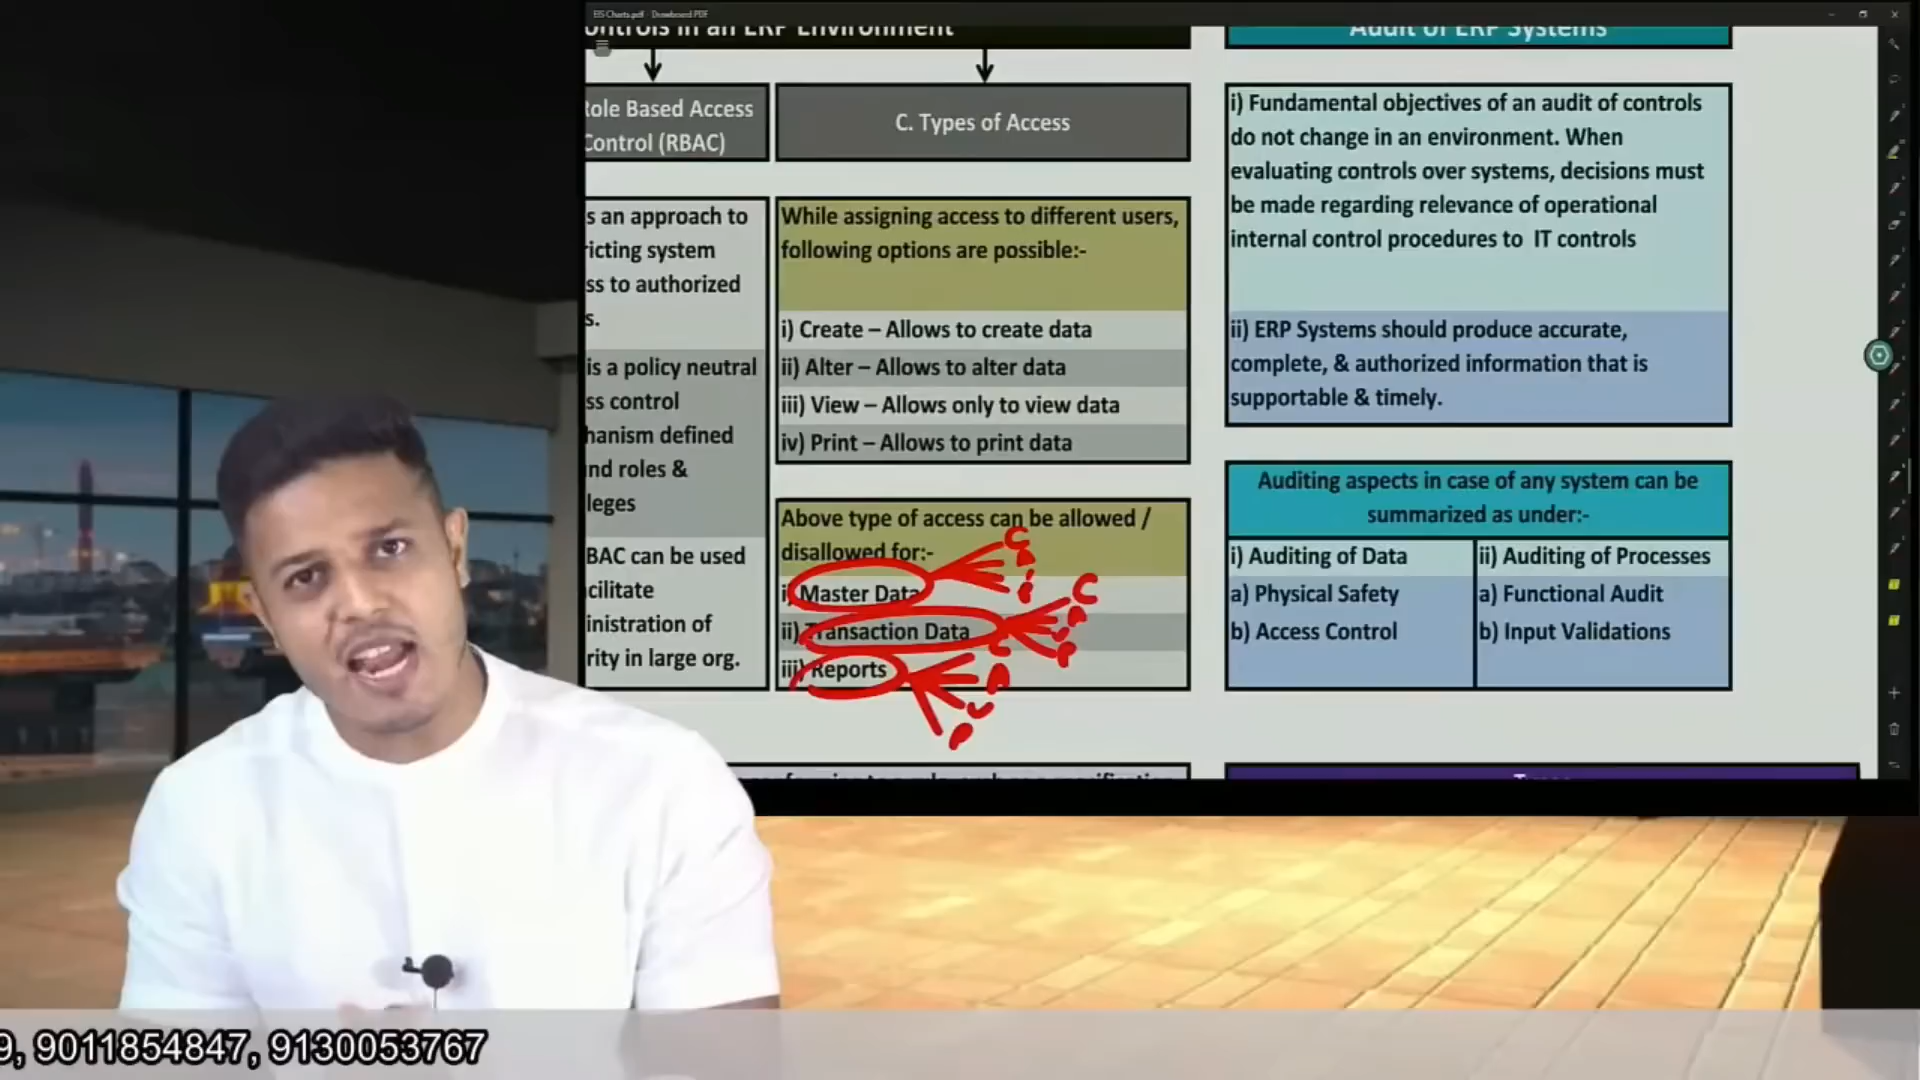 EIS Charts.pdf - Drawboard PDF
ontrols in an ERP Environment
Audit of ERP Systems
Role Based Access
Control (RBAC)
C. Types of Access
s an approach to
ricting system
ss to authorized
s.
is a policy neutral
ss control
hanism defined
und roles &
leges
BAC can be used
cilitate
inistration of
rity in large org.
While assigning access to different users,
following options are possible:-
i) Create – Allows to create data
ii) Alter – Allows to alter data
iii) View – Allows only to view data
iv) Print – Allows to print data
Above type of access can be allowed /
disallowed for:-
i) Master Data
ii) Transaction Data
iii) Reports
C
A
C
A
V
P
C
A
V
P
i) Fundamental objectives of an audit of controls
do not change in an environment. When
evaluating controls over systems, decisions must
be made regarding relevance of operational
internal control procedures to IT controls
ii) ERP Systems should produce accurate,
complete, & authorized information that is
supportable & timely.
Auditing aspects in case of any system can be
summarized as under:-
i) Auditing of Data
a) Physical Safety
b) Access Control
ii) Auditing of Processes
a) Functional Audit
b) Input Validations
9, 9011854847, 9130053767